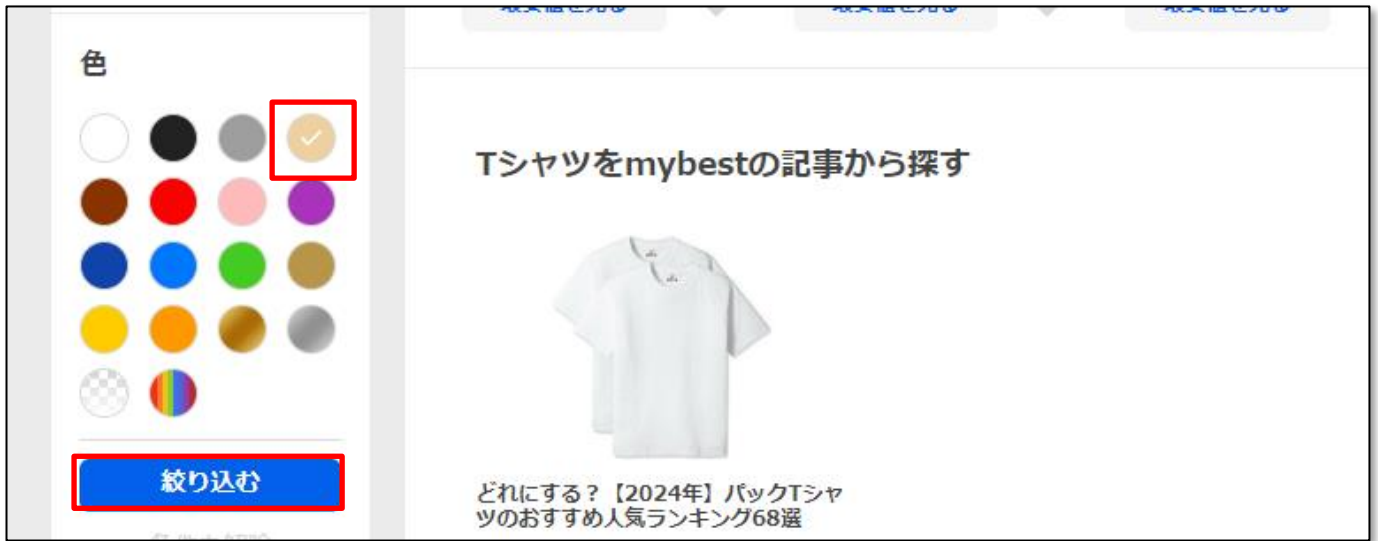 色
TシャツをmybestのI記事から探す
どれにする？【2024年】パックTシャ
ツのおすすめ人気ランキング68選
絞り込む